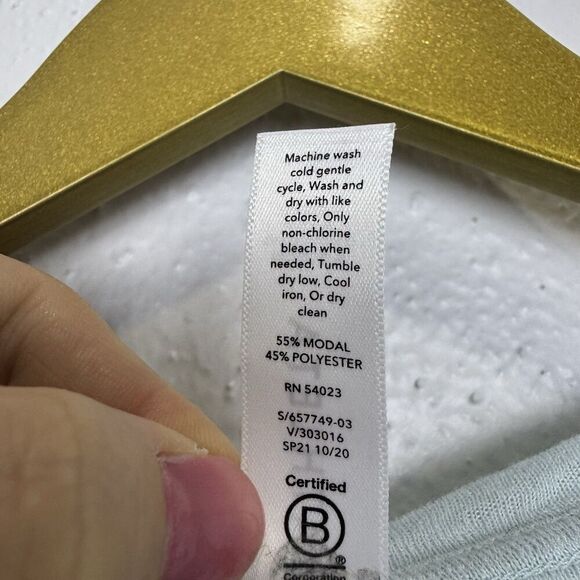 Machine wash
cold gentle
cycle, Wash and
dry with like
colors, Only
non-chlorine
bleach when
needed, Tumble
dry low, Cool
iron, Or dry
clean
55% MODAL
45% POLYESTER
RN 54023
S/657749-03
V/303016
SP21 10/20
Certified
B
®
Corporation